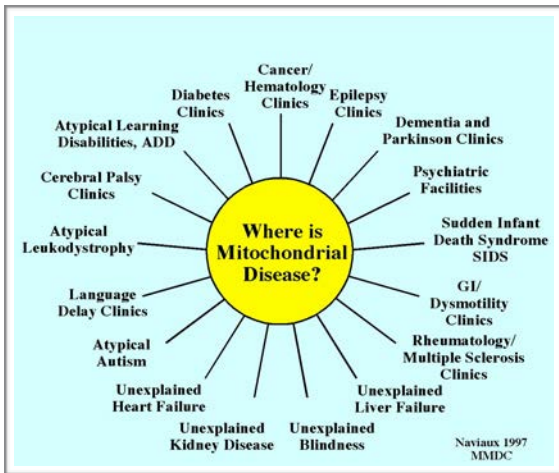 Cancer/
Hematology
Clinics
Epilepsy
Clinics
Dementia and
Parkinson Clinics
Psychiatric
Facilities
Sudden Infant
Death Syndrome
SIDS
GI/
Dysmotility
Clinics
Rheumatology/
Multiple Sclerosis
Clinics
Unexplained
Liver Failure
Unexplained
Blindness
Unexplained
Kidney Disease
Unexplained
Heart Failure
Atypical
Autism
Language
Delay Clinics
Atypical
Leukodystrophy
Cerebral Palsy
Clinics
Atypical Learning
Disabilities, ADD
Diabetes
Clinics
Where is
Mitochondrial
Disease?
Naviaux 1997
MMDC